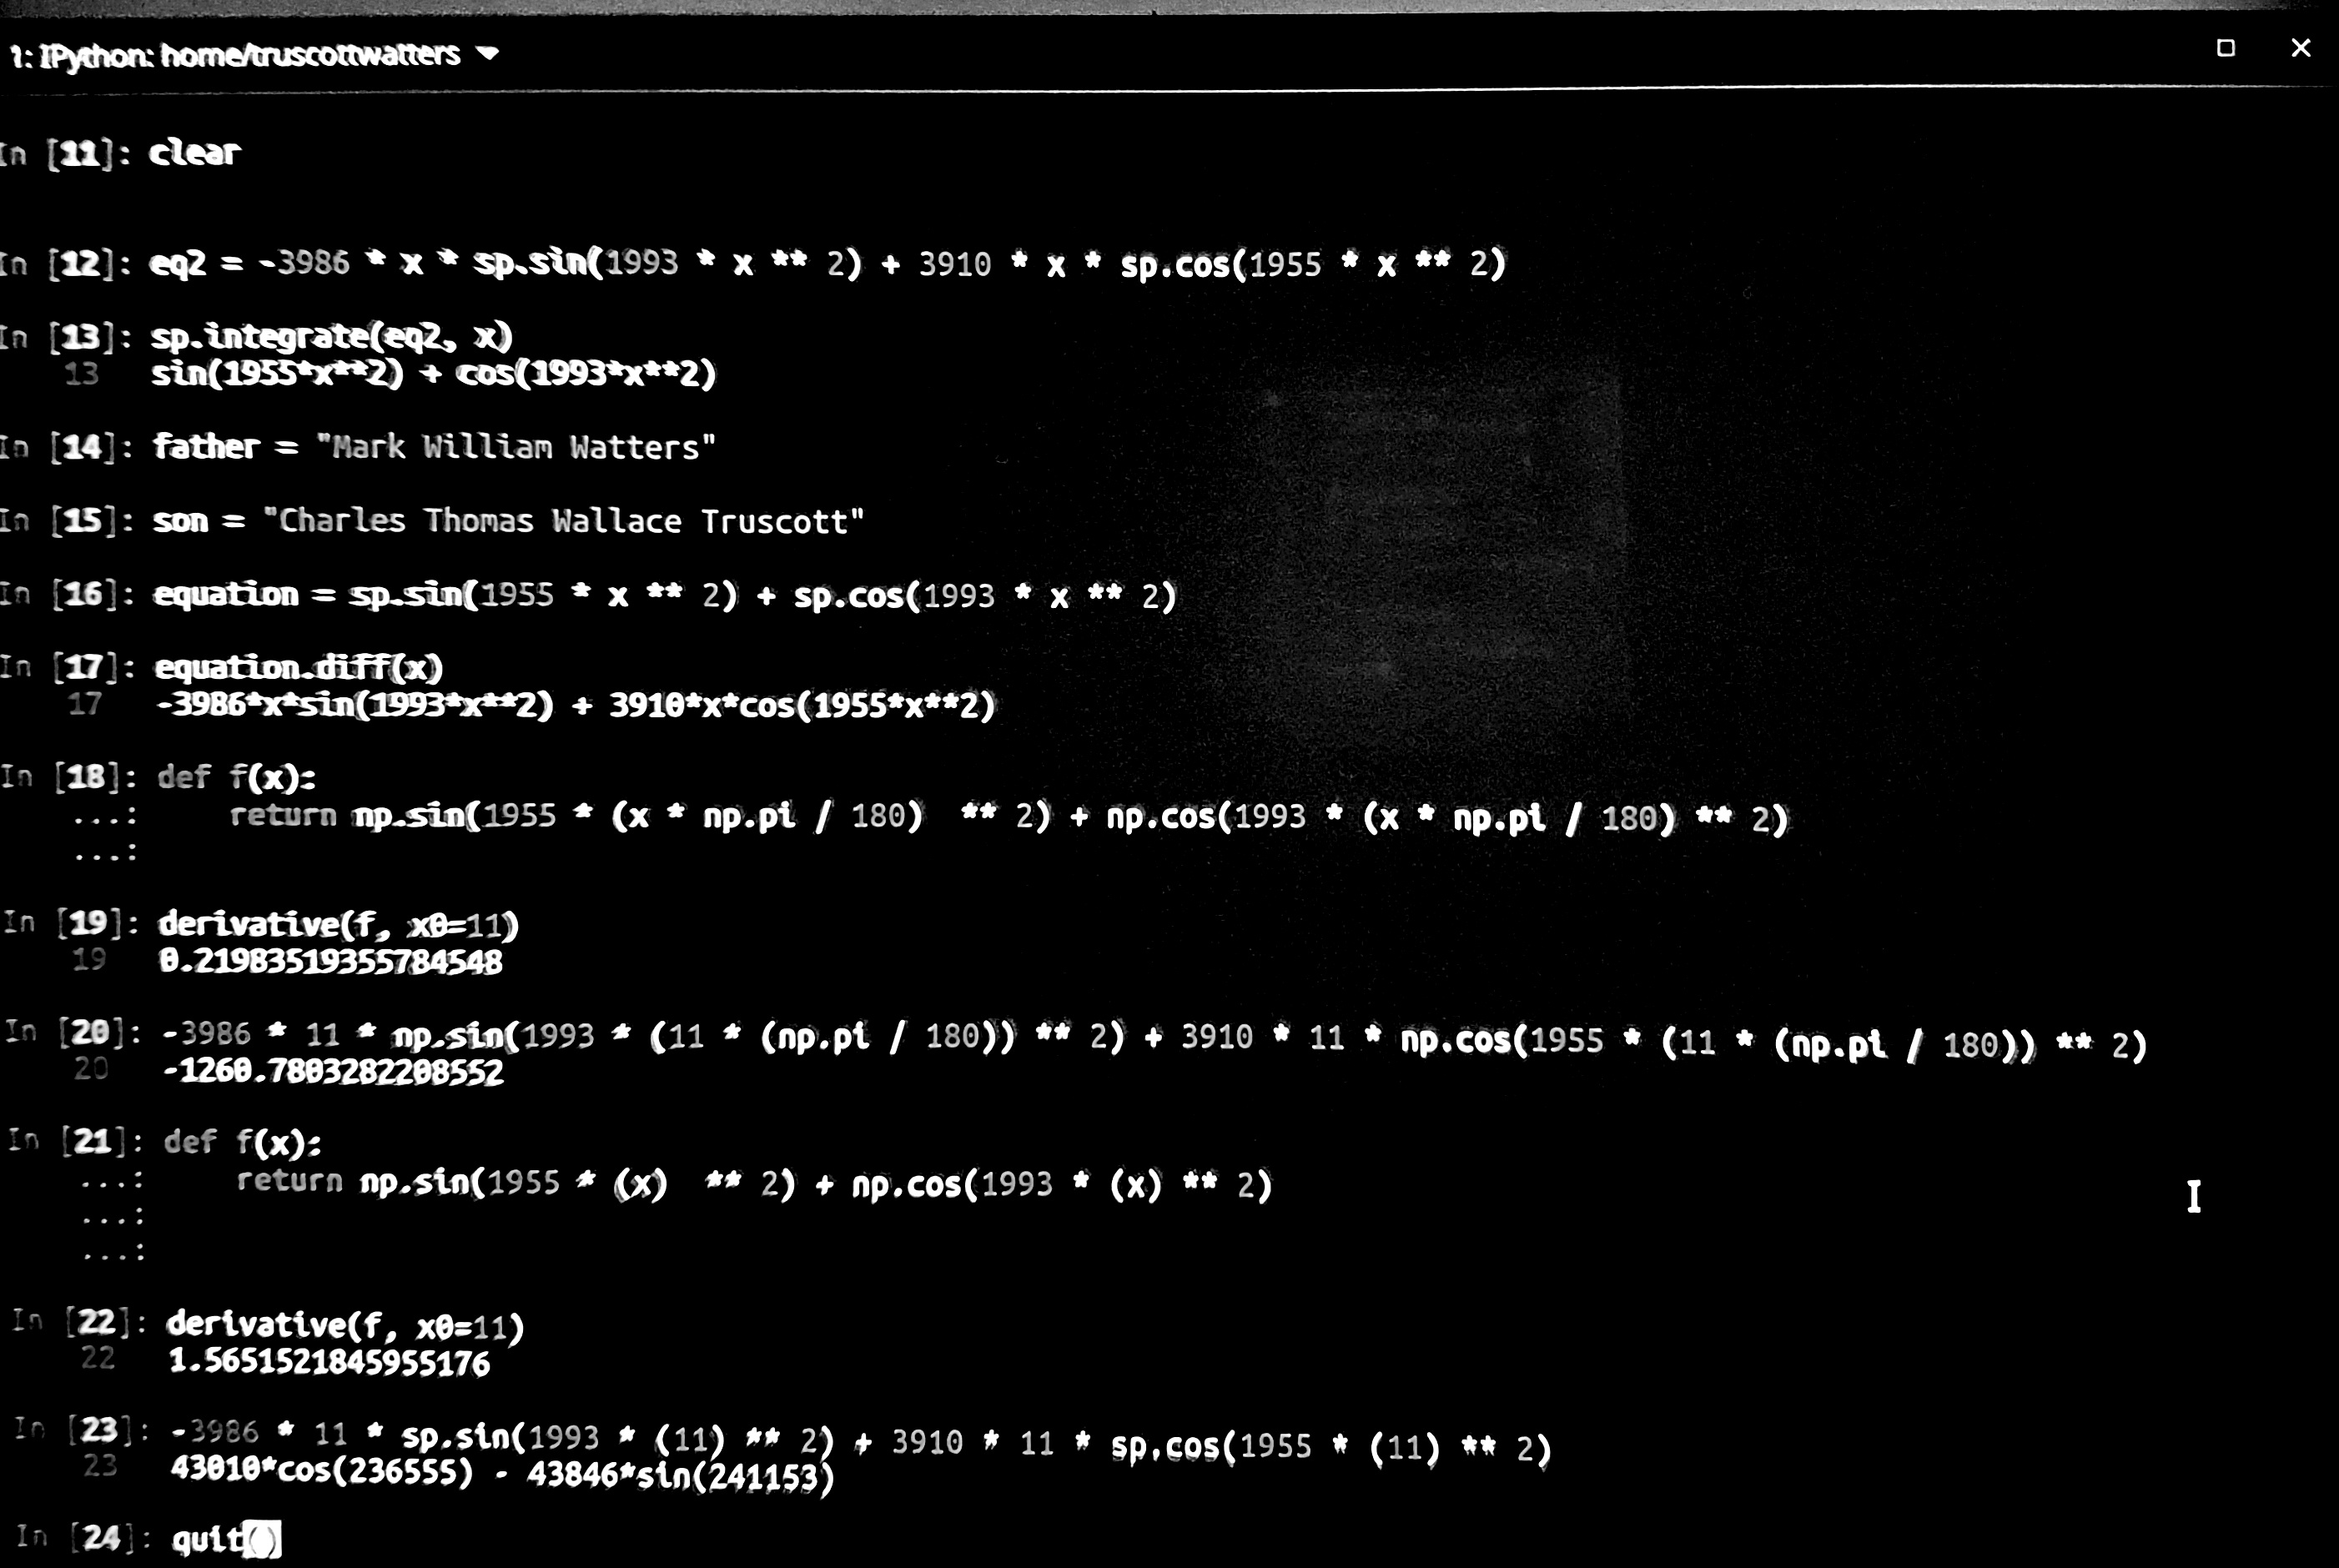 1: IPython: home/truscottwatters
In [11]: clear
In [12]: eq2 = -3986 * x * sp.sin(1993 * x ** 2) + 3910 * x * sp.cos(1955 * x ** 2)
In [13]: sp.integrate(eq2, x)
13 sin(1955*x**2) + cos(1993*x**2)
In [14]: father = "Mark William Watters"
In [15]: son = "Charles Thomas Wallace Truscott"
In [16]: equation = sp.sin(1955 * x ** 2) + sp.cos(1993 * x ** 2)
In [17]: equation.diff(x)
17 -3986*x*sin(1993*x**2) + 3910*x*cos(1955*x**2)
In [18]: def f(x):
...: return np.sin(1955 * (x * np.pi / 180)  ** 2) + np.cos(1993 * (x * np.pi / 180) ** 2)
...:
In [19]: derivative(f, x0=11)
19 0.21983519355784548
In [20]: -3986 * 11 * np.sin(1993 * (11 * (np.pi / 180)) ** 2) + 3910 * 11 * np.cos(1955 * (11 * (np.pi / 180)) ** 2)
20 -1260.7803282208552
In [21]: def f(x):
...: return np.sin(1955 * (x)  ** 2) + np.cos(1993 * (x) ** 2)
...:
...:
In [22]: derivative(f, x0=11)
22 1.5651521845955176
In [23]: -3986 * 11 * sp.sin(1993 * (11) ** 2) + 3910 * 11 * sp.cos(1955 * (11) ** 2)
23 43010*cos(236555) - 43846*sin(241153)
In [24]: quit()